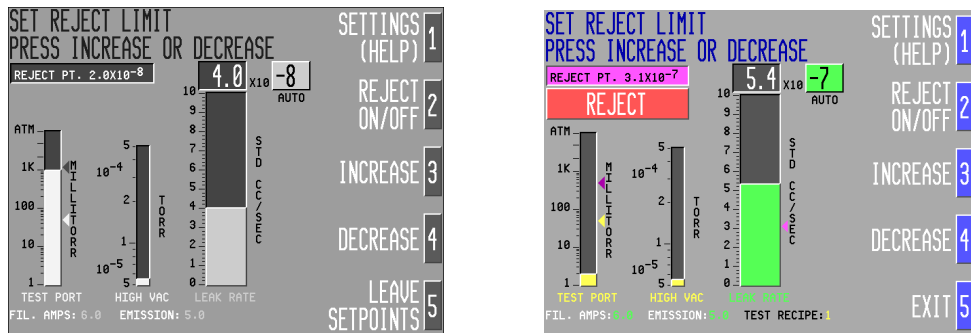 SET REJECT LIMIT
PRESS INCREASE OR DECREASE
REJECT PT. 2.0X10-8
4.0 X10 -8
AUTO
SETTINGS (HELP) 1
REJECT ON/OFF 2
INCREASE 3
DECREASE 4
LEAVE SETPOINTS 5
ATM
1K
100
10
1
MILLITORR
5
10-4
2
1
10-5
5
TORR
10
9
8
7
6
5
4
3
2
1
0
STD CC/SEC
TEST PORT HIGH VAC LEAK RATE
FIL. AMPS: 6.0 EMISSION: 5.0
SET REJECT LIMIT
PRESS INCREASE OR DECREASE
REJECT PT. 3.1X10-7
REJECT
5.4 X10 -7
AUTO
SETTINGS (HELP) 1
REJECT ON/OFF 2
INCREASE 3
DECREASE 4
EXIT 5
ATM
1K
100
10
1
MILLITORR
5
10-4
2
1
10-5
5
TORR
10
9
8
7
6
5
4
3
2
1
0
STD CC/SEC
TEST PORT HIGH VAC LEAK RATE
FIL. AMPS: 6.0 EMISSION: 5.0 TEST RECIPE: 1